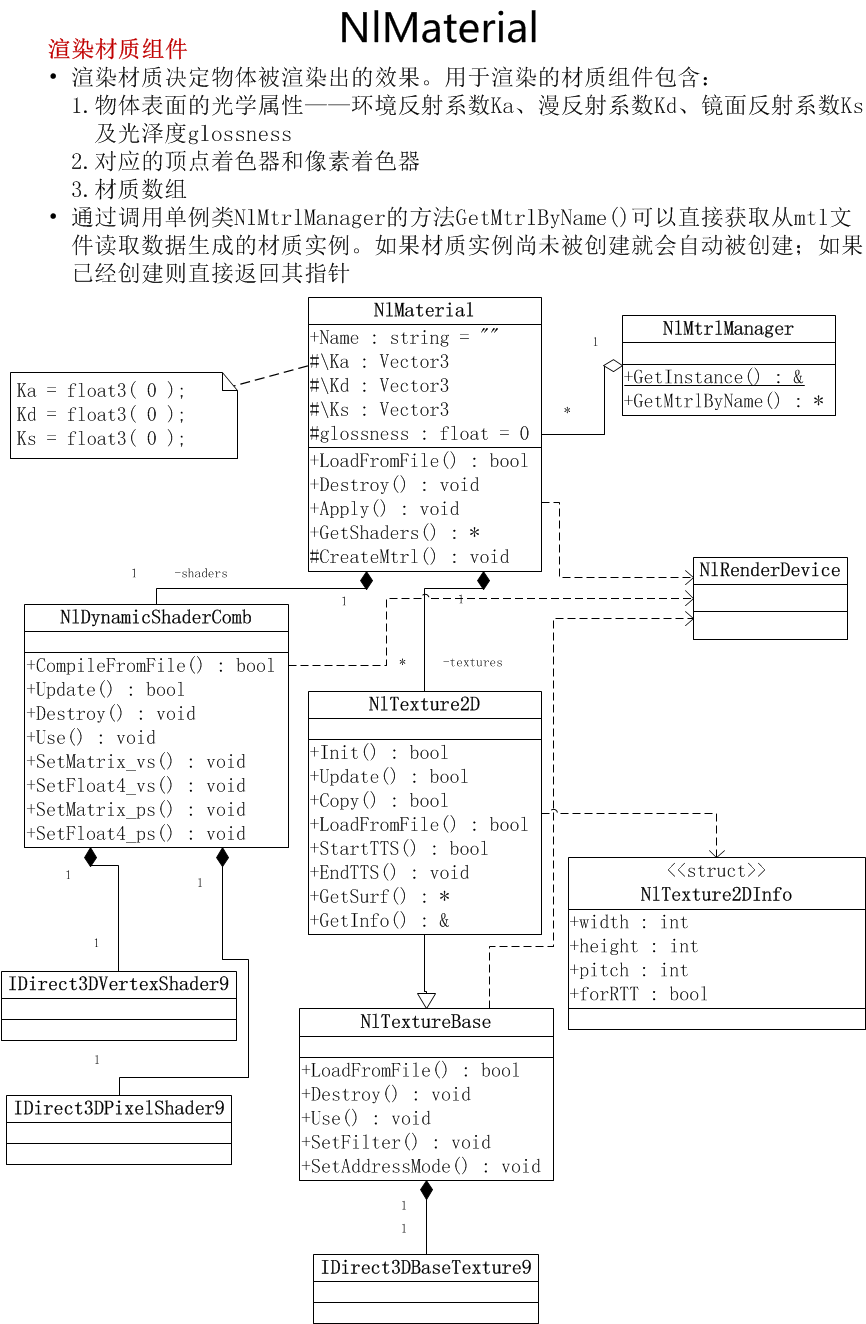 NlMaterial
渲染材质组件
• 渲染材质决定物体被渲染出的效果。用于渲染的材质组件包含：
1.物体表面的光学属性——环境反射系数Ka、漫反射系数Kd、镜面反射系数Ks
及光泽度glossness
2.对应的顶点着色器和像素着色器
3.材质数组
• 通过调用单例类NlMtrlManager的方法GetMtrlByName()可以直接获取从mtl文
件读取数据生成的材质实例。如果材质实例尚未被创建就会自动被创建；如果
已经创建则直接返回其指针
NlMaterial
+Name : string = ""
#\Ka : Vector3
#\Kd : Vector3
#\Ks : Vector3
#glossness : float = 0
+LoadFromFile() : bool
+Destroy() : void
+Apply() : void
+GetShaders() : *
#CreateMtrl() : void
NlMtrlManager
+GetInstance() : &
+GetMtrlByName() : *
1
*
Ka = float3( 0 );
Kd = float3( 0 );
Ks = float3( 0 );
1
-shaders
1
1
*
-textures
NlRenderDevice
NlDynamicShaderComb
+CompileFromFile() : bool
+Update() : bool
+Destroy() : void
+Use() : void
+SetMatrix_vs() : void
+SetFloat4_vs() : void
+SetMatrix_ps() : void
+SetFloat4_ps() : void
NlTexture2D
+Init() : bool
+Update() : bool
+Copy() : bool
+LoadFromFile() : bool
+StartTTS() : bool
+EndTTS() : void
+GetSurf() : *
+GetInfo() : &
<<struct>>
NlTexture2DInfo
+width : int
+height : int
+pitch : int
+forRTT : bool
1
1
1
IDirect3DVertexShader9
1
IDirect3DPixelShader9
NlTextureBase
+LoadFromFile() : bool
+Destroy() : void
+Use() : void
+SetFilter() : void
+SetAddressMode() : void
1
1
IDirect3DBaseTexture9